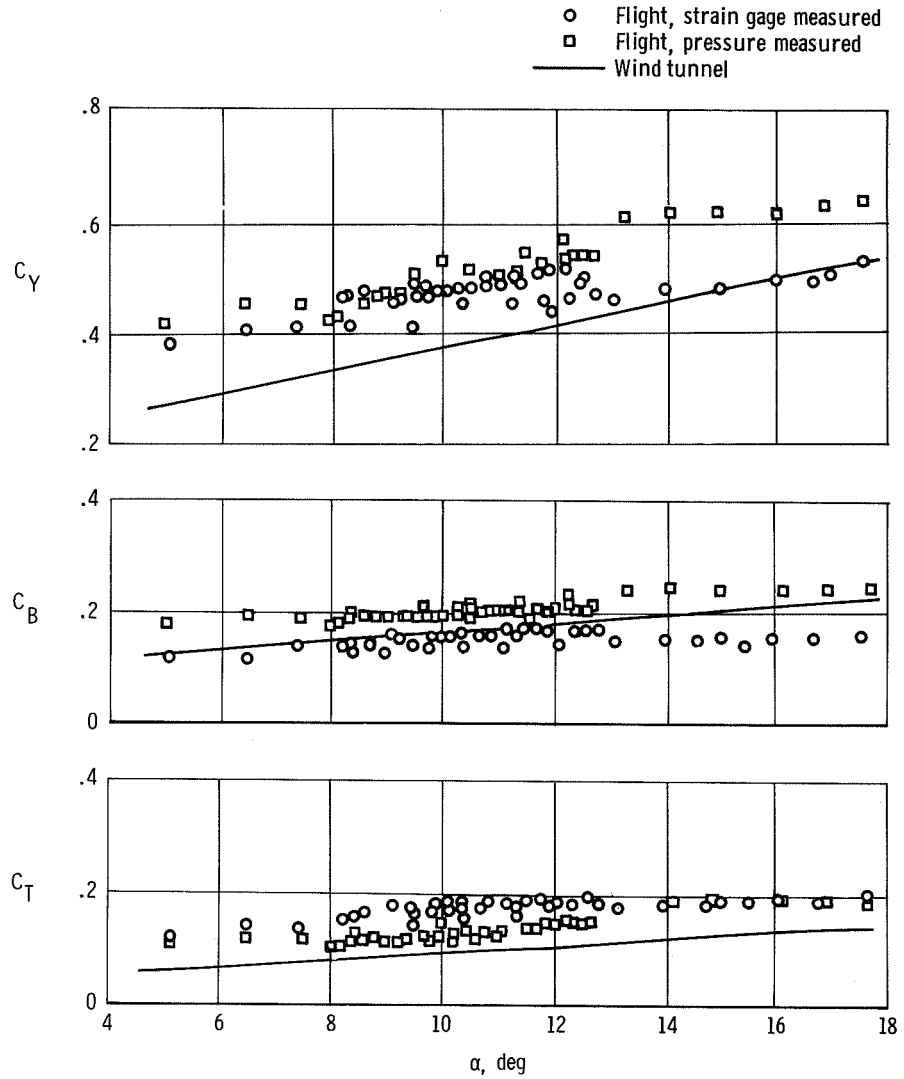 Flight, strain gage measured
Flight, pressure measured
Wind tunnel
.8
.6
C_Y
.4
.2
.4
C_B
.2
0
.4
C_T
.2
0
4 6 8 10 12 14 16 18
α, deg